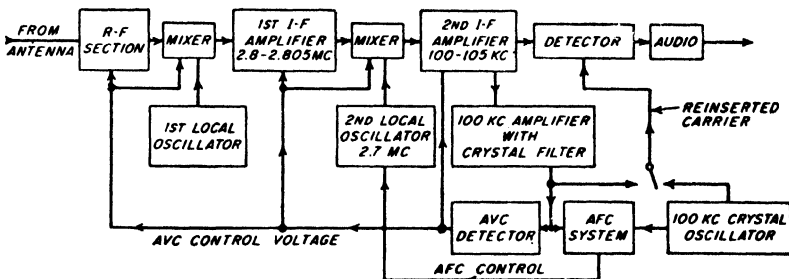 FROM
ANTENNA
R-F
SECTION
MIXER
1ST I-F
AMPLIFIER
2.8-2.805MC
MIXER
2ND I-F
AMPLIFIER
100-105KC
DETECTOR
AUDIO
1ST LOCAL
OSCILLATOR
2ND LOCAL
OSCILLATOR
2.7 MC
100 KC AMPLIFIER
WITH
CRYSTAL FILTER
REINSERTED
CARRIER
AVC CONTROL VOLTAGE
AVC
DETECTOR
AFC
SYSTEM
100 KC CRYSTAL
OSCILLATOR
AFC CONTROL